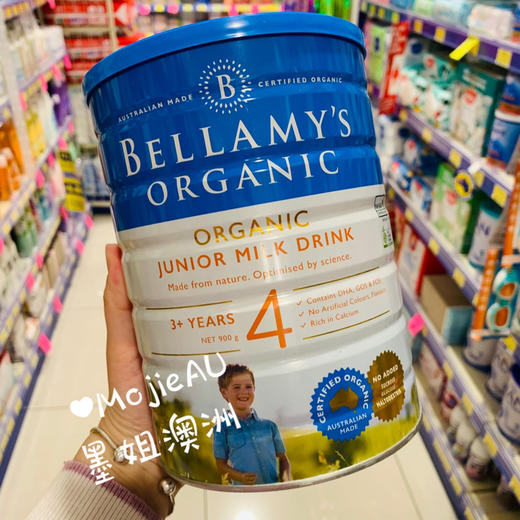 AUSTRALIAN MADE
B
CERTIFIED ORGANIC
BELLAMY'S
ORGANIC
ORGANIC
JUNIOR MILK DRINK
Made from nature. Optimised by science.
3+ YEARS
NET 900 g
4
✓ Contains DHA, GOS & FOS
✓ No Artificial Colours, Flavours
✓ Rich in Calcium
CERTIFIED ORGANIC
AUSTRALIAN
MADE
NO ADDED
SUCROSE
MALTODEXTRIN
MoJieAU
墨姐澳洲